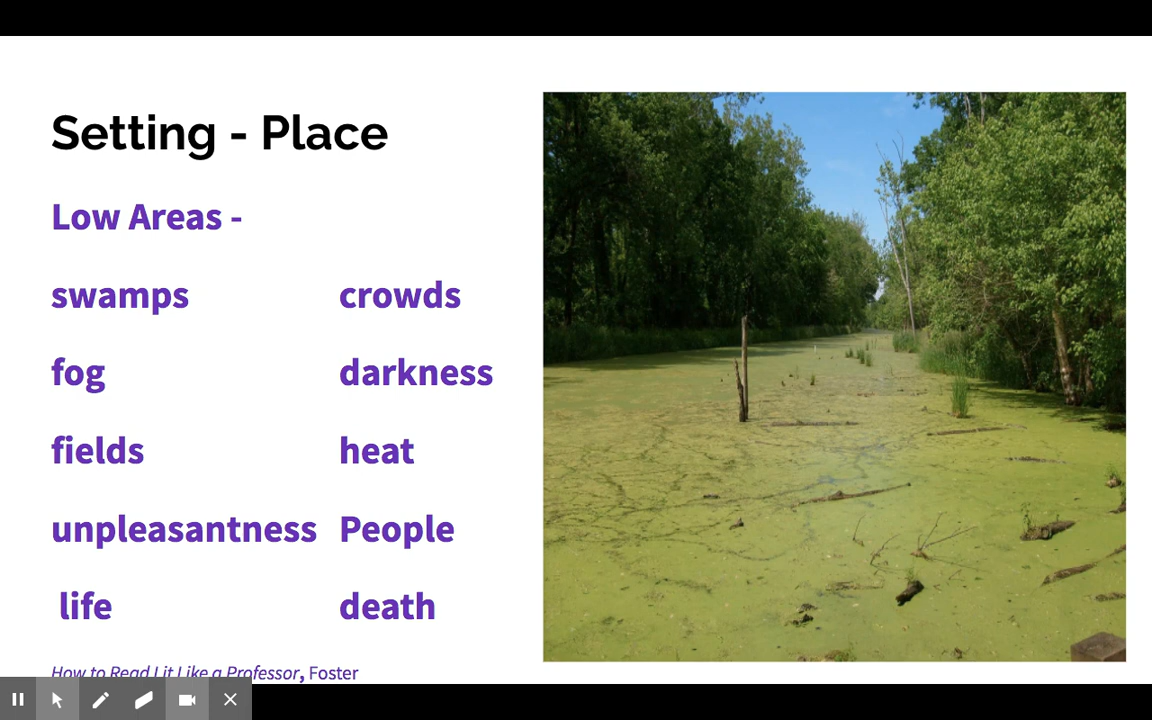 Setting - Place
Low Areas -
swamps crowds
fog darkness
fields heat
unpleasantness People
life death
How to Read Lit Like a Professor, Foster